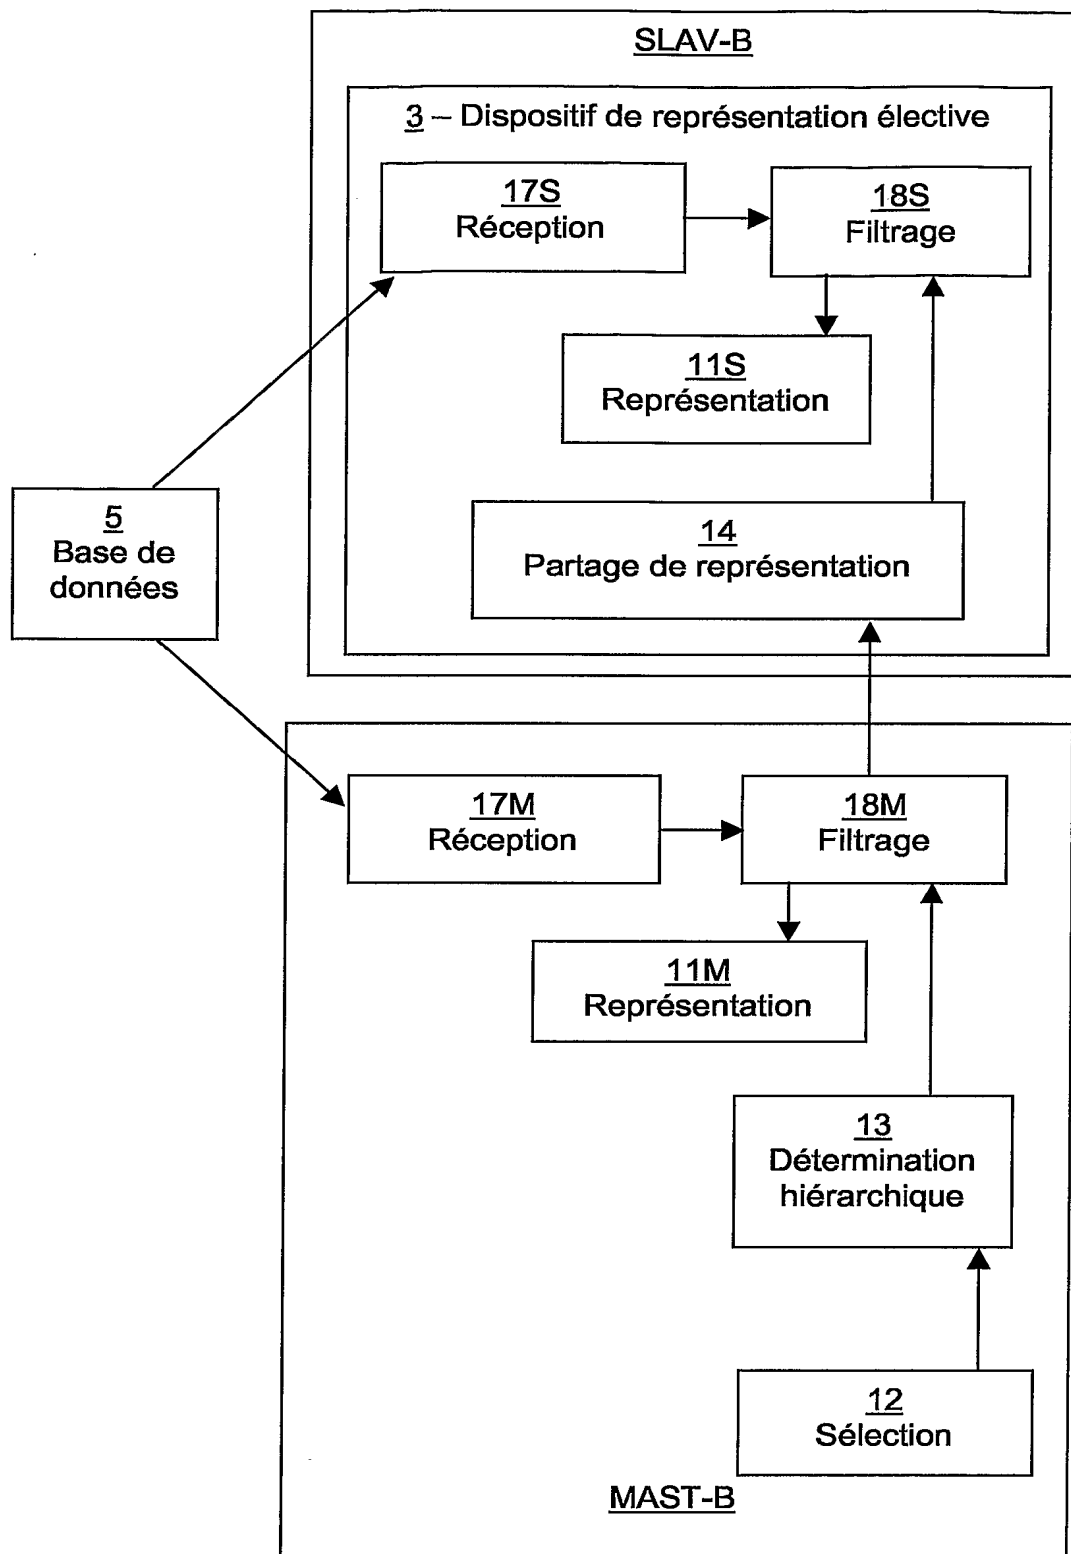 SLAV-B
3 – Dispositif de représentation élective
17S
Réception
18S
Filtrage
11S
Représentation
5
Base de
données
14
Partage de représentation
17M
Réception
18M
Filtrage
11M
Représentation
13
Détermination
hiérarchique
12
Sélection
MAST-B